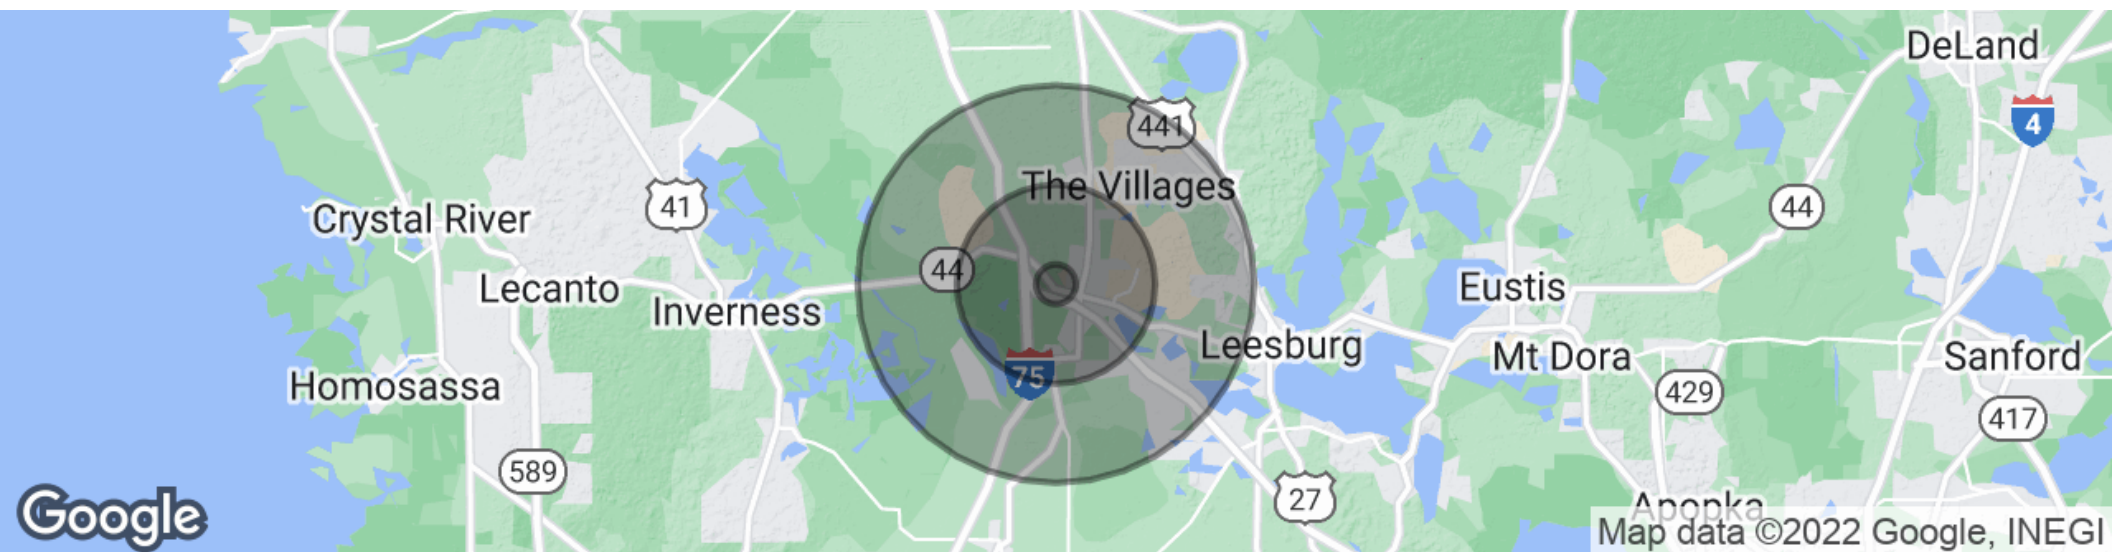 DeLand
4
441
The Villages
41
44
Crystal River
44
Lecanto
Inverness
Eustis
Leesburg
Mt Dora
Sanford
75
Homosassa
429
417
589
27
Apopka
Google
Map data ©2022 Google, INEGI